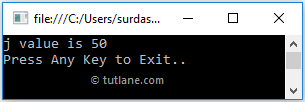 file:///C:/Users/surdas...
j value is 50
Press Any Key to Exit..
© tutlane.com